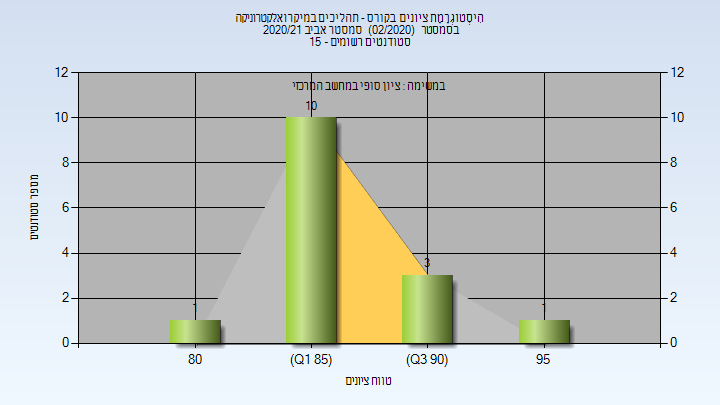 היסטוגרמת ציונים בקורס - תהליכים במיקרואלקטרוניקה
בסמסטר (02/2020) סמסטר אביב 2020/21
סטודנטים רשומים - 15
במשימה : ציון סופי במחשב המרכזי
12 12
10 10
8 8
6 6
4 4
2 2
0 0
1 10 3 1
מספר סטודנטים
80 (Q1 85) (Q3 90) 95
טווח ציונים